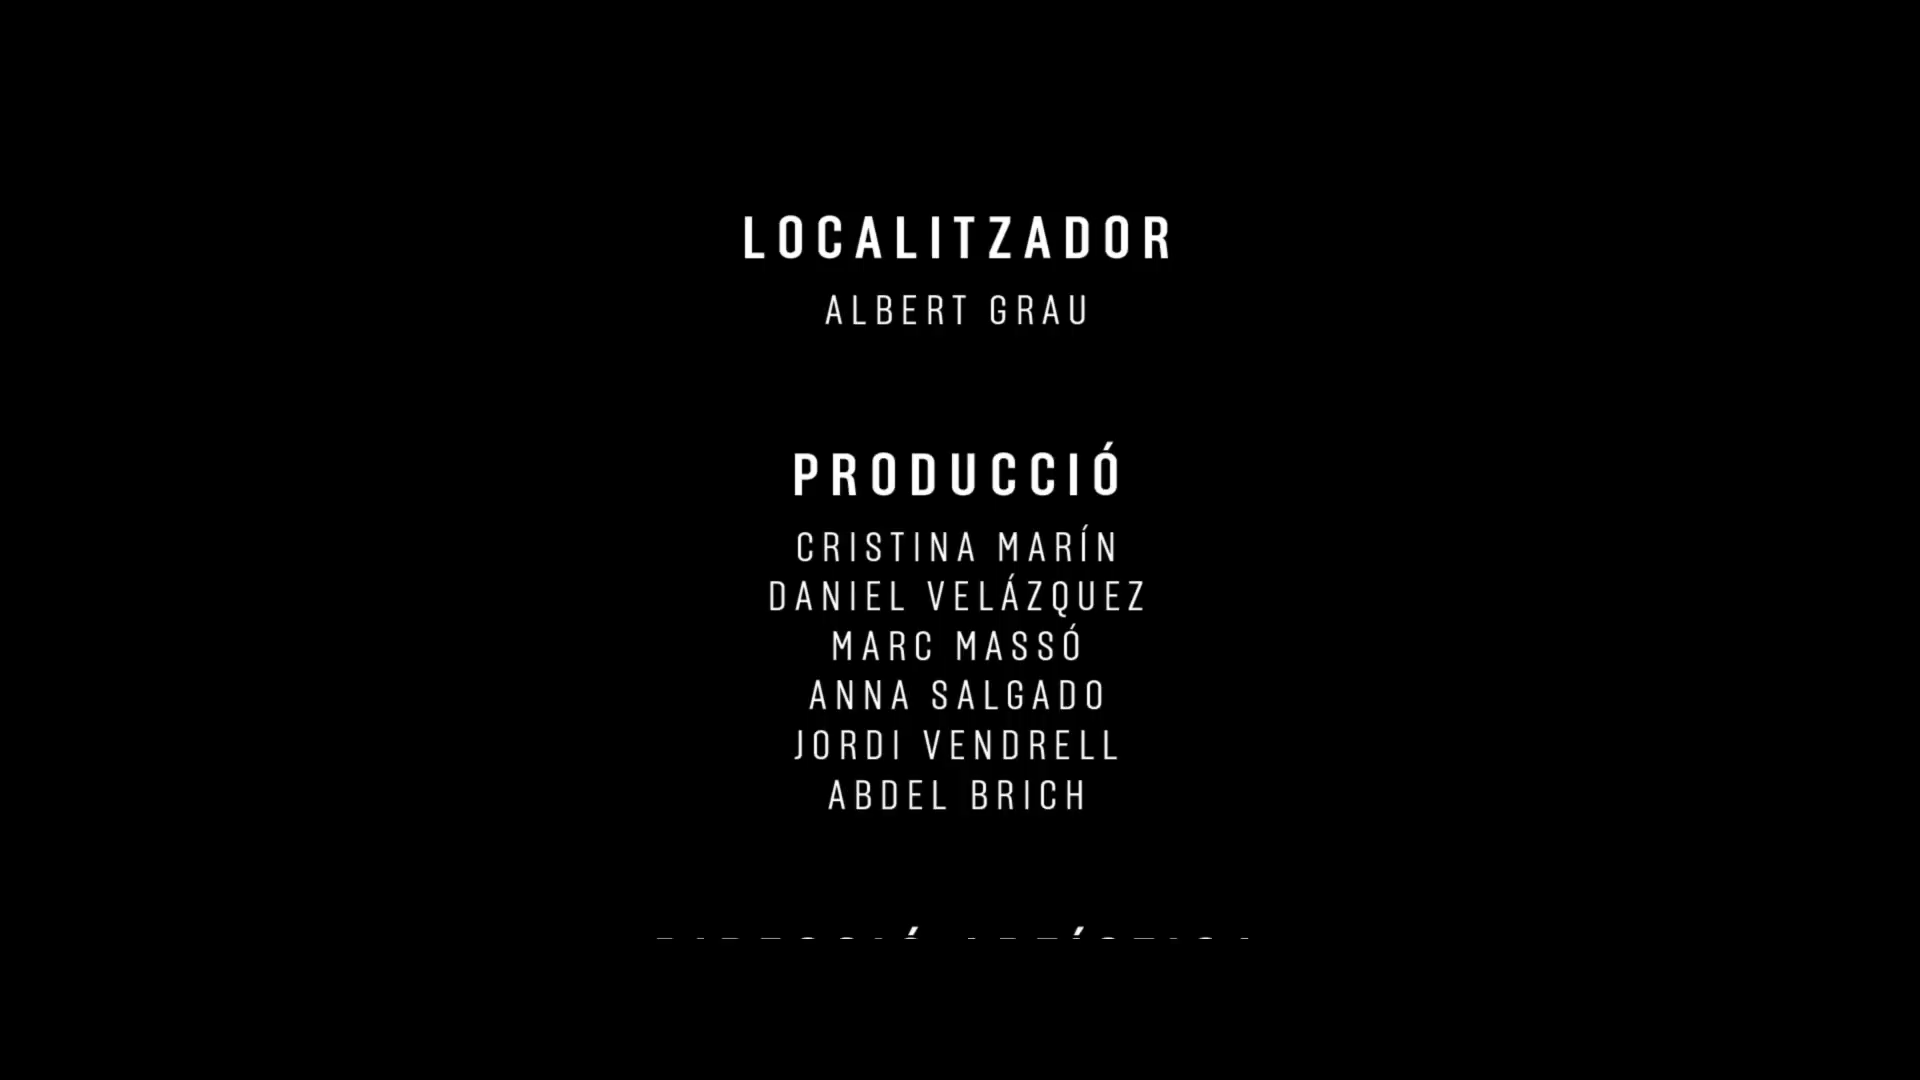 LOCALITZADOR
ALBERT GRAU
PRODUCCIÓ
CRISTINA MARÍN
DANIEL VELÁZQUEZ
MARC MASSÓ
ANNA SALGADO
JORDI VENDRELL
ABDEL BRICH